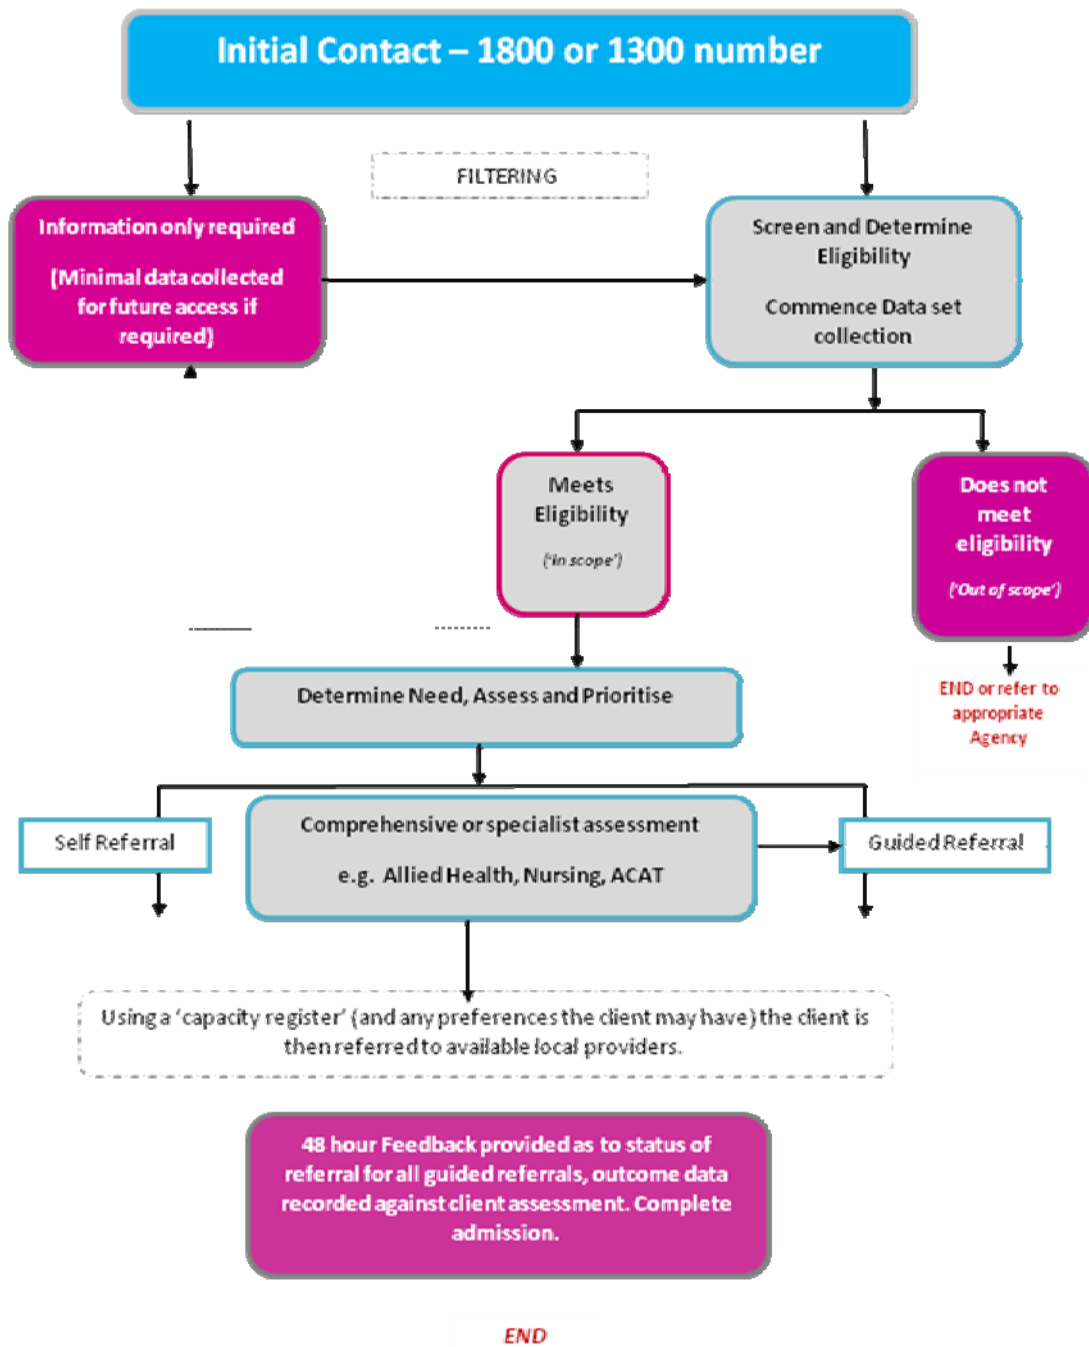 Initial Contact – 1800 or 1300 number
FILTERING
Information only required
(Minimal data collected
for future access if
required)
Screen and Determine
Eligibility
Commence Data set
collection
Meets
Eligibility
('In scope')
Does not
meet
eligibility
('Out of scope')
Determine Need, Assess and Prioritise
END or refer to
appropriate
Agency
Self Referral
Comprehensive or specialist assessment
e.g. Allied Health, Nursing, ACAT
Guided Referral
Using a 'capacity register' (and any preferences the client may have) the client is
then referred to available local providers.
48 hour Feedback provided as to status of
referral for all guided referrals, outcome data
recorded against client assessment. Complete
admission.
END